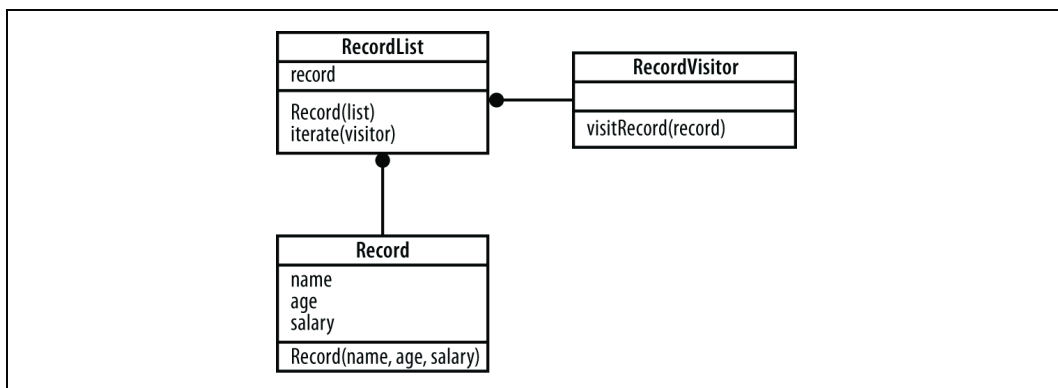 RecordList
record
Record(list)
iterate(visitor)
RecordVisitor
visitRecord(record)
Record
name
age
salary
Record(name, age, salary)